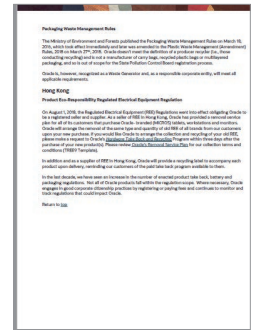 Packaging Waste Management Rules
The Ministry of Environment and Forests published the Packaging Waste Management Rules on March 18,
2016, which took effect immediately and later was amended to the Plastic Waste Management (Amendment)
Rules, 2018 on March 27th, 2018. Oracle doesn't meet the definition of a producer recycler (i.e., those
conducting recycling) and is not a manufacturer of carry bags, recycled plastic bags or multilayered
packaging, and so is out of scope for the State Pollution Control Board registration process.
Oracle is, however, recognized as a Waste Generator and, as a responsible corporate entity, will meet all
applicable requirements.
Hong Kong
Product Eco-Responsibility Regulated Electrical Equipment Regulation
On August 1, 2018, the Regulated Electrical Equipment (REE) Regulations went into effect obligating Oracle to
be a registered seller and supplier. As a seller of REE in Hong Kong, Oracle has provided a removal service
plan for all of its customers that purchase Oracle- branded (MICROS) tablets, workstations and monitors.
Oracle will arrange the removal of the same type and quantity of old REE of all brands from our customers
upon your new purchase. If you would like Oracle to arrange the collection and recycling of your old REE,
please make a request to Oracle's Hardware Take Back and Recycling Program within three days after the
purchase of your new product(s). Please review Oracle's Removal Service Plan for our collection terms and
conditions (TREE9 Template).
In addition and as a supplier of REE in Hong Kong, Oracle will provide a recycling label to accompany each
product upon delivery, reminding our customers of the paid take back program available to them.
In the last decade, we have seen an increase in the number of enacted product take back, battery and
packaging regulations. Not all of Oracle products fall within the regulation scope. Where necessary, Oracle
engages in good corporate citizenship practices by registering or paying fees and continues to monitor and
track regulations that could impact Oracle.
Return to top